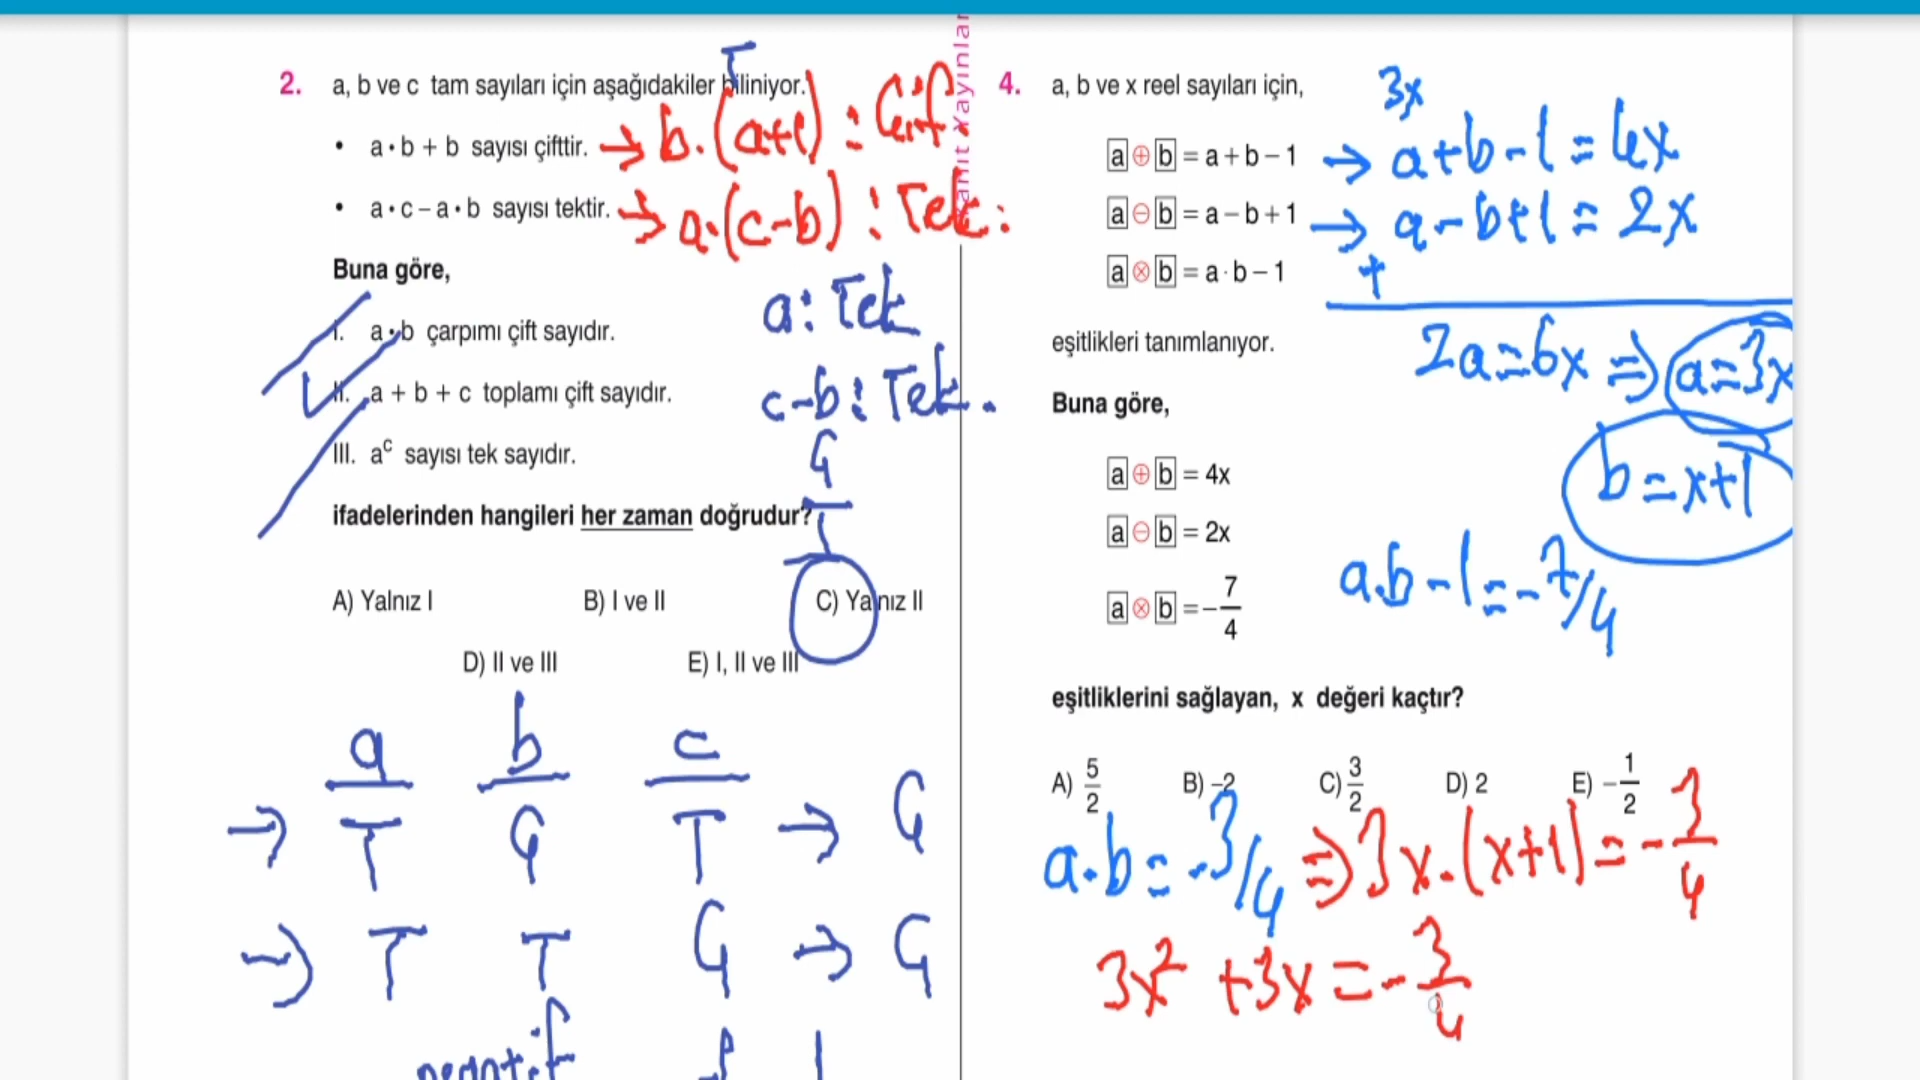 2. a, b ve c tam sayıları için aşağıdakiler biliniyor.
T
• a·b + b sayısı çifttir. → b.(a+1) = Çift.
• a·c – a·b sayısı tektir. → a.(c-b) : Tek.
Buna göre,
a: Tek
I. a·b çarpımı çift sayıdır.
c-b: Tek.
II. a + b + c toplamı çift sayıdır.
Ç T
III. aᶜ sayısı tek sayıdır.
ifadelerinden hangileri her zaman doğrudur?
A) Yalnız I B) I ve II C) Yalnız II
D) II ve III E) I, II ve III
a b c
→ T Ç T → Ç
→ T T Ç → Ç
negatif
4. a, b ve x reel sayıları için,
3x
a ⊕ b = a + b – 1 → a+b-1 = 4x
a ⊖ b = a – b + 1 → a-b+1 = 2x
a ⊗ b = a · b – 1
+
eşitlikleri tanımlanıyor.
2a = 6x ⇒ a=3x
Buna göre,
b = x+1
a ⊕ b = 4x
a ⊖ b = 2x
a ⊗ b = –7/4
a.b-1 = -7/4
eşitliklerini sağlayan, x değeri kaçtır?
A) 5/2 B) –2 C) 3/2 D) 2 E) –1/2
a.b = -3/4 ⇒ 3x.(x+1) = -3/4
3x² + 3x = -3/4